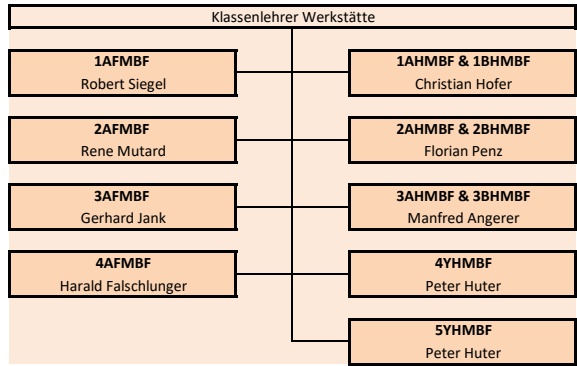 Klassenlehrer Werkstätte
1AFMBF
Robert Siegel
1AHMBF & 1BHMBF
Christian Hofer
2AFMBF
Rene Mutard
2AHMBF & 2BHMBF
Florian Penz
3AFMBF
Gerhard Jank
3AHMBF & 3BHMBF
Manfred Angerer
4AFMBF
Harald Falschlunger
4YHMBF
Peter Huter
5YHMBF
Peter Huter